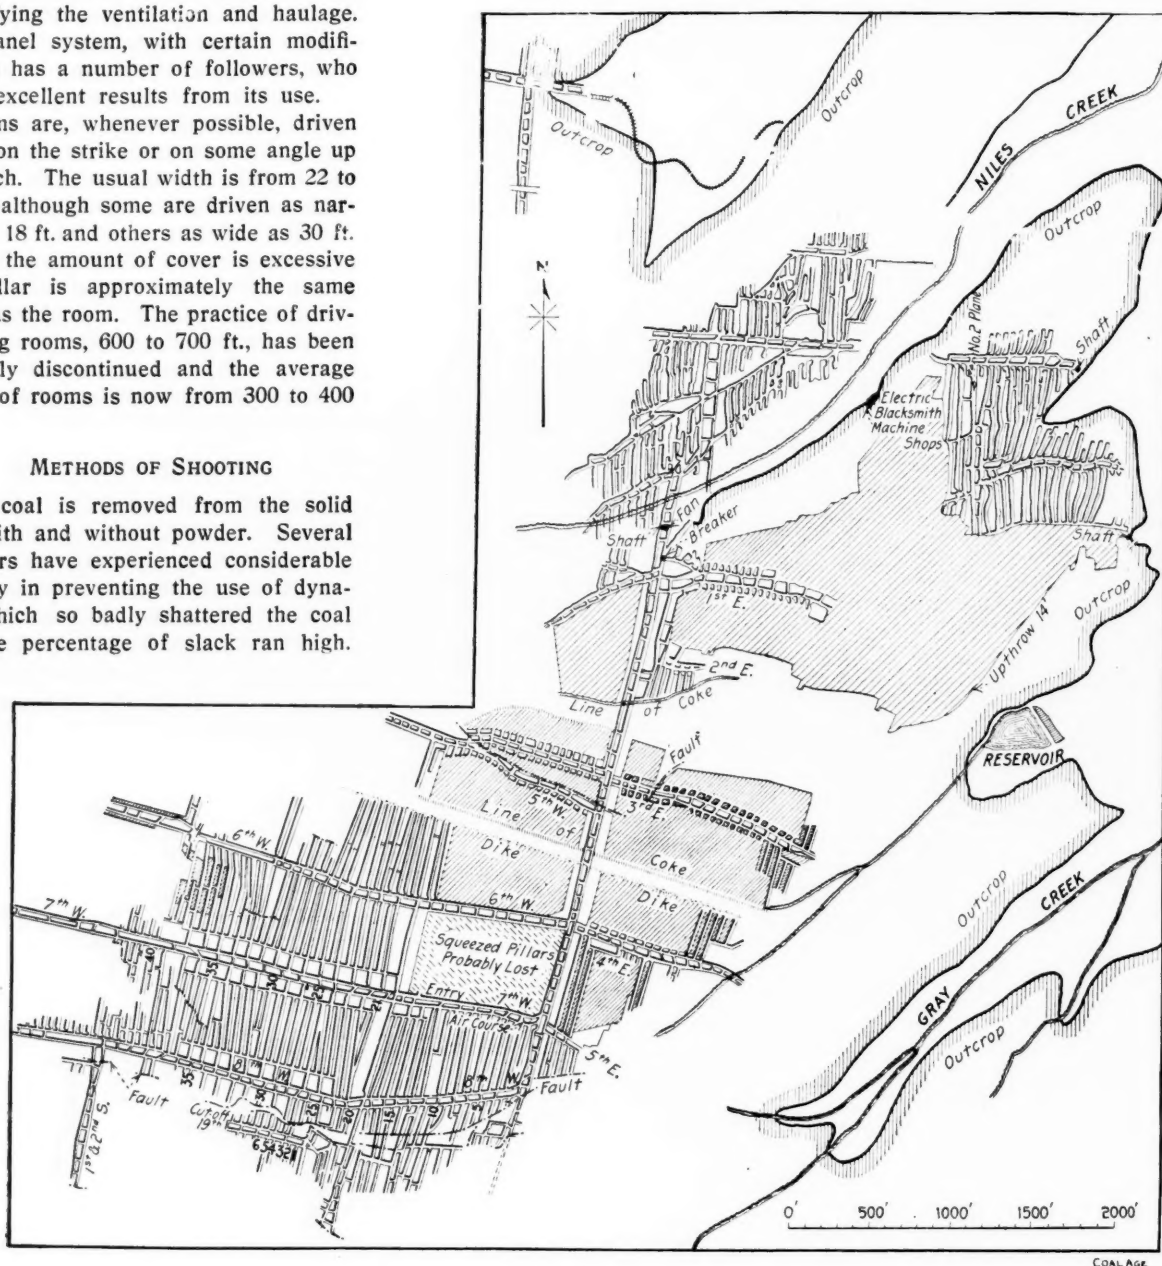 ying the ventilation and haulage.
anel system, with certain modifi-
has a number of followers, who
excellent results from its use.
ns are, whenever possible, driven
on the strike or on some angle up
ch. The usual width is from 22 to
although some are driven as nar-
18 ft. and others as wide as 30 ft.
the amount of cover is excessive
llar is approximately the same
as the room. The practice of driv-
g rooms, 600 to 700 ft., has been
ly discontinued and the average
of rooms is now from 300 to 400
METHODS OF SHOOTING
coal is removed from the solid
ith and without powder. Several
rs have experienced considerable
y in preventing the use of dyna-
hich so badly shattered the coal
e percentage of slack ran high.
Outcrop
Outcrop
NILES CREEK
Outcrop
N
No.2 Plane
Shaft
Electric
Blacksmith
Machine
Shops
Fan
Breaker
Shaft
Shaft
1st E.
Outcrop
Upthrow 14'
2nd E.
Line of Coke
Fault
RESERVOIR
5th W.
3rd E.
Line of Coke
Dike
Dike
6th W.
6th W.
7th W.
Squeezed Pillars
Probably Lost
4th E.
Entry
7th W.
Air Course
5th E.
40
35
30
25
Outcrop
GRAY CREEK
Outcrop
8th W.
8th W.
Fault
Fault
35
30
25
20
15
10
5
Cutoff
19th
65432
1st & 2nd S.
0' 500' 1000' 1500' 2000'
COAL AGE